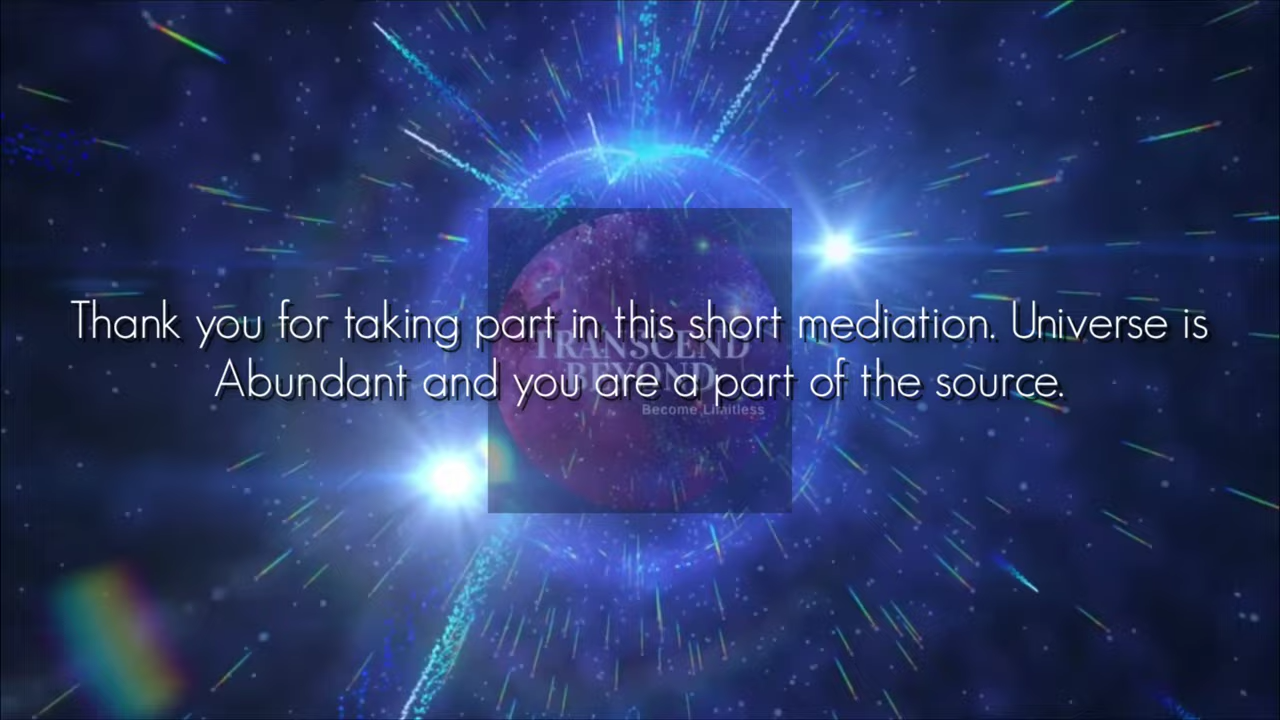 Thank you for taking part in this short mediation. Universe is
TRANSCEND
Abundant and you are a part of the source.
BEYOND
Become Limitless